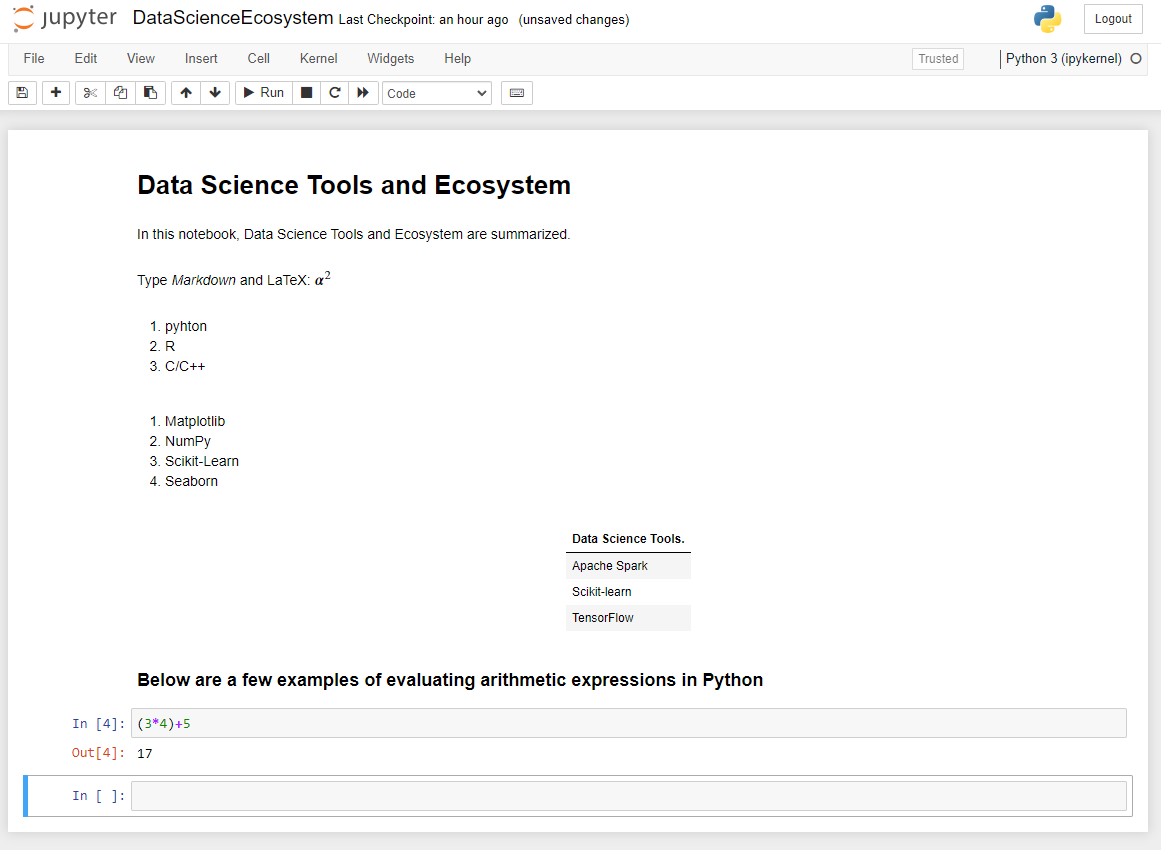 jupyter DataScienceEcosystem Last Checkpoint: an hour ago (unsaved changes) Logout
File Edit View Insert Cell Kernel Widgets Help Trusted Python 3 (ipykernel)
Run Code
Data Science Tools and Ecosystem
In this notebook, Data Science Tools and Ecosystem are summarized.
Type Markdown and LaTeX: α²
1. pyhton
2. R
3. C/C++
1. Matplotlib
2. NumPy
3. Scikit-Learn
4. Seaborn
Data Science Tools.
Apache Spark
Scikit-learn
TensorFlow
Below are a few examples of evaluating arithmetic expressions in Python
In [4]: (3*4)+5
Out[4]: 17
In [ ]: